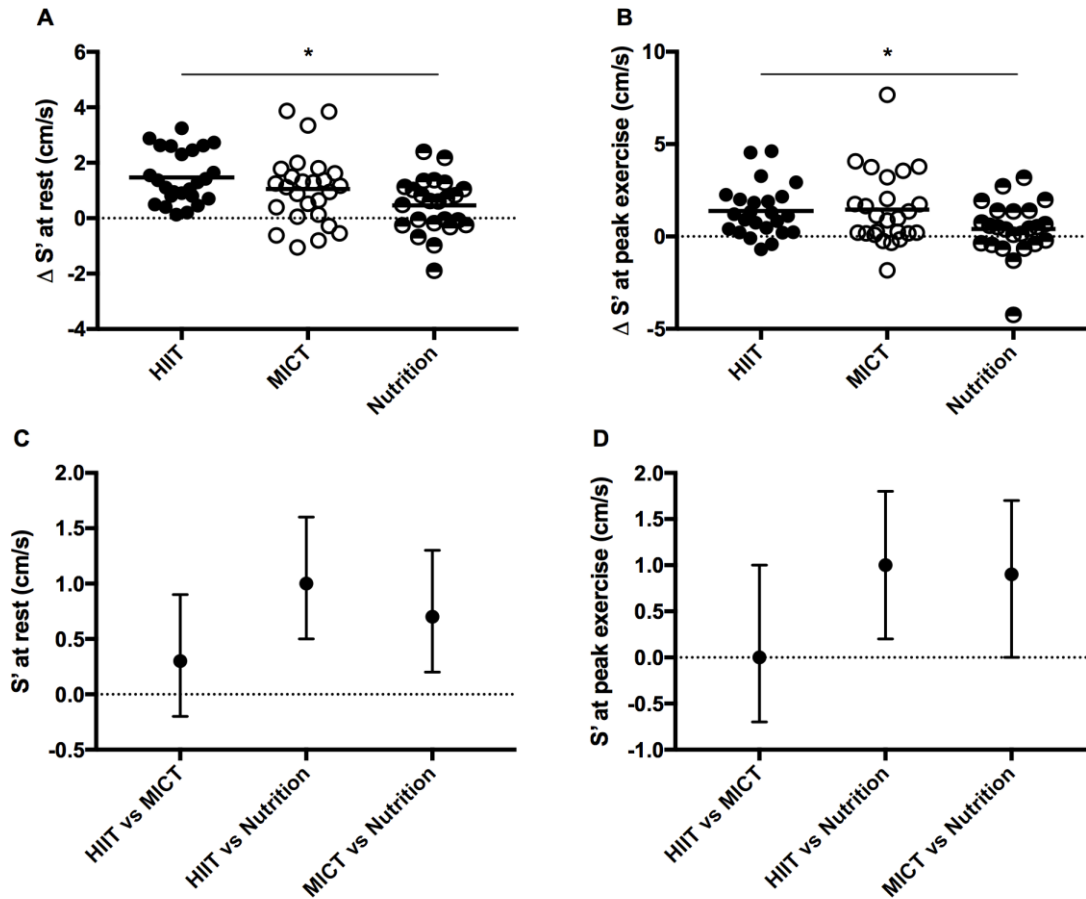 A
Δ S' at rest (cm/s)
6
4
2
0
-2
-4
*
HIIT
MICT
Nutrition
B
Δ S' at peak exercise (cm/s)
10
5
0
-5
*
HIIT
MICT
Nutrition
C
S' at rest (cm/s)
2.0
1.5
1.0
0.5
0.0
-0.5
HIIT vs MICT
HIIT vs Nutrition
MICT vs Nutrition
D
S' at peak exercise (cm/s)
2.0
1.5
1.0
0.5
0.0
-0.5
-1.0
HIIT vs MICT
HIIT vs Nutrition
MICT vs Nutrition